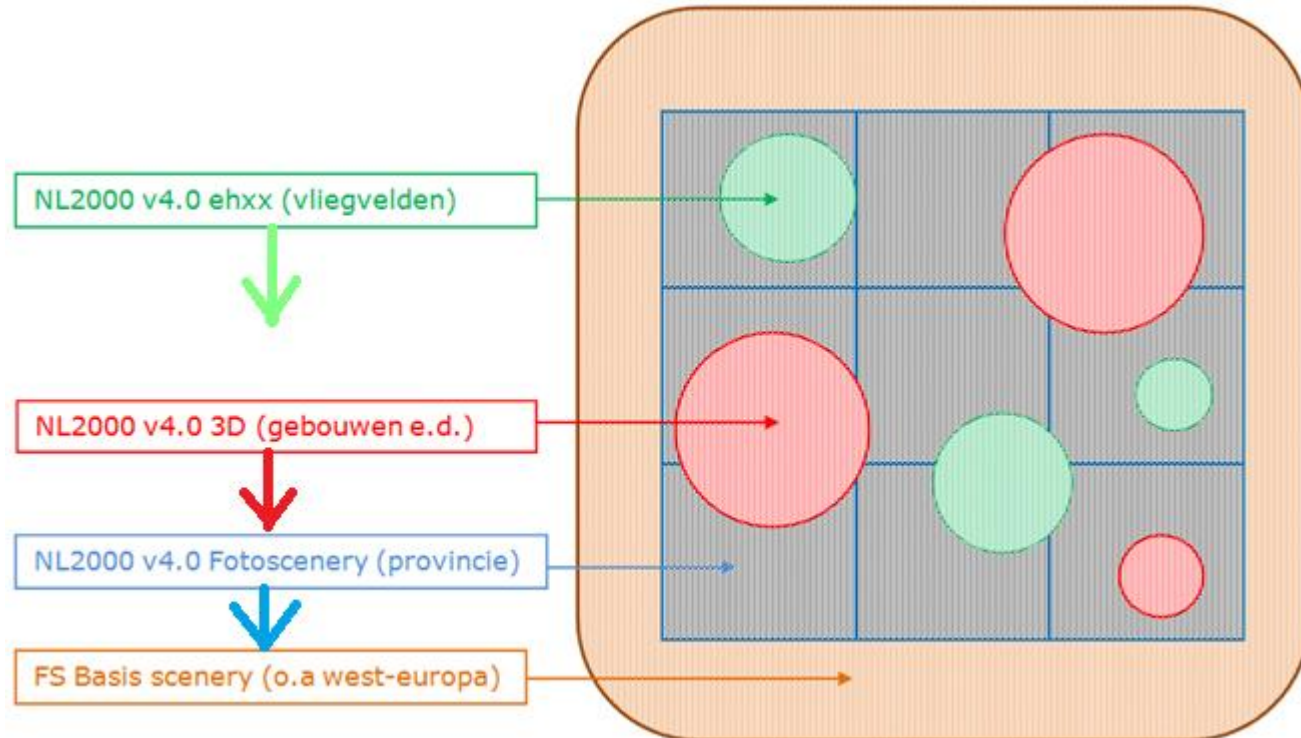 NL2000 v4.0 ehxx (vliegvelden)
NL2000 v4.0 3D (gebouwen e.d.)
NL2000 v4.0 Fotoscenery (provincie)
FS Basis scenery (o.a west-europa)